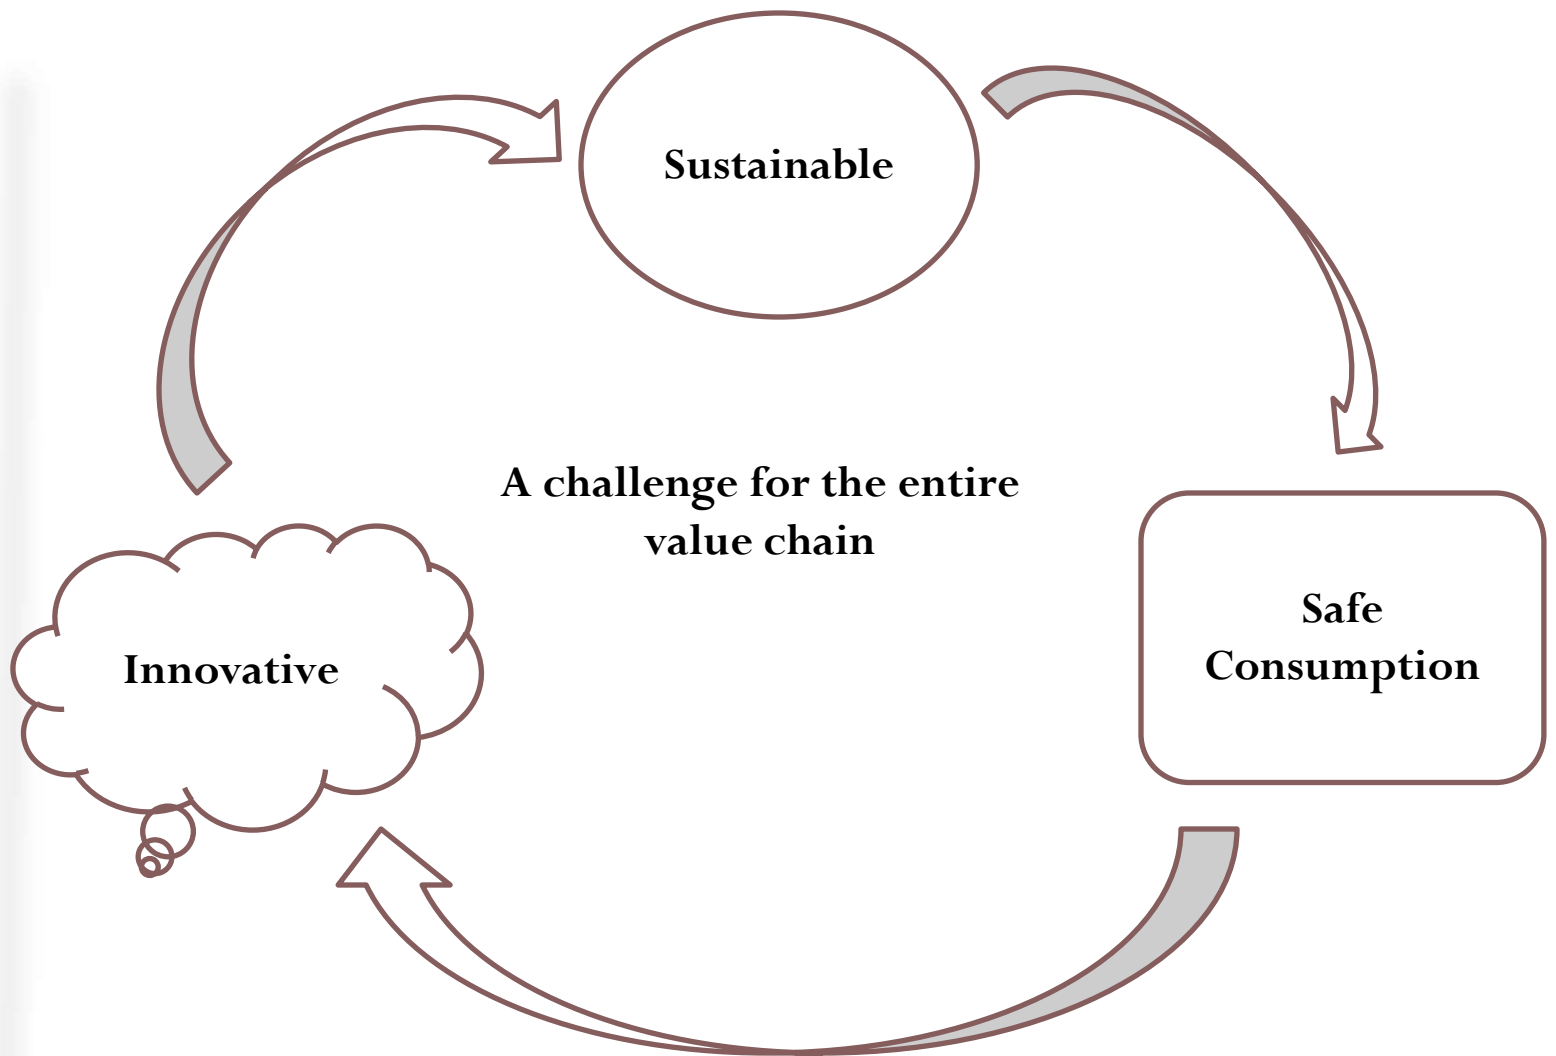 Sustainable
A challenge for the entire
value chain
Safe
Consumption
Innovative